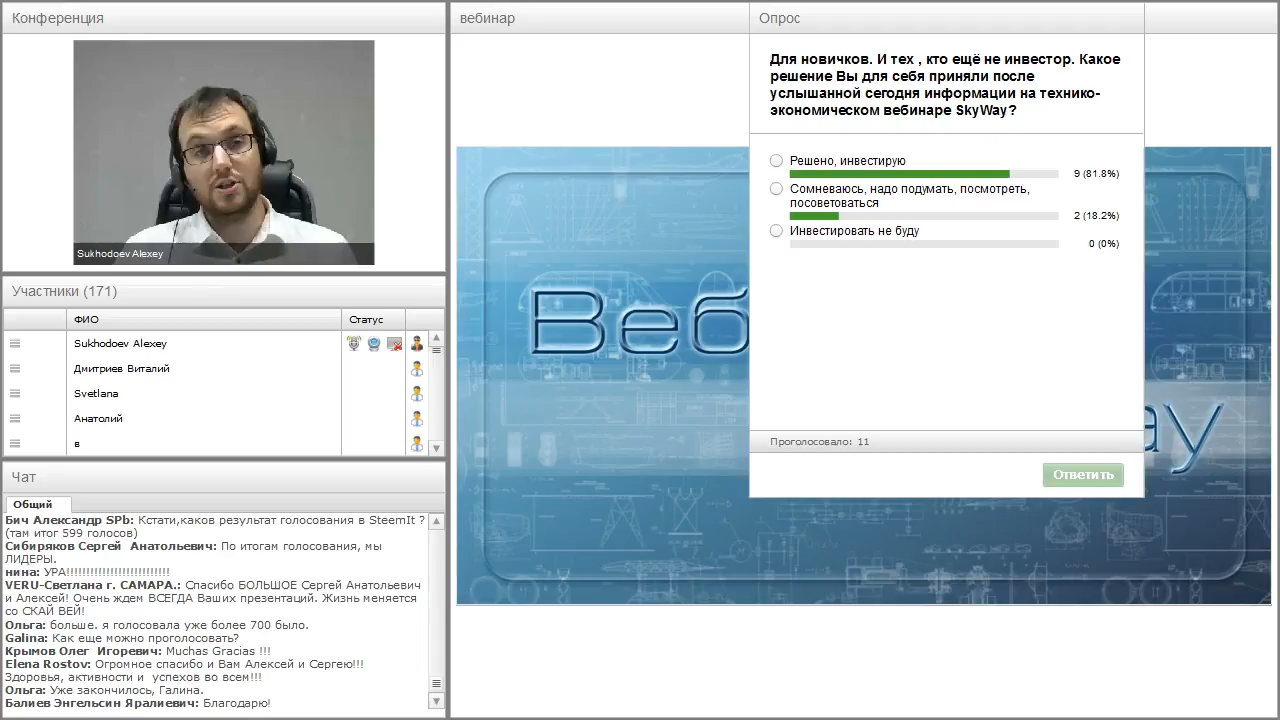 Конференция
Sukhodoev Alexey
Участники (171)
ФИО
Статус
Sukhodoev Alexey
Дмитриев Виталий
Svetlana
Анатолий
в
Чат
Общий
Бич Александр SPb: Кстати,каков результат голосования в SteemIt ?
(там итог 599 голосов)
Сибиряков Сергей Анатольевич: По итогам голосования, мы
ЛИДЕРЫ.
нина: УРА!!!!!!!!!!!!!!!!!!!!!!!!!!
VERU-Светлана г. САМАРА.: Спасибо БОЛЬШОЕ Сергей Анатольевич
и Алексей! Очень ждем ВСЕГДА Ваших презентаций. Жизнь меняется
со СКАЙ ВЕЙ!
Ольга: больше. я голосовала уже более 700 было.
Galina: Как еще можно проголосовать?
Крымов Олег Игоревич: Muchas Gracias !!!
Elena Rostov: Огромное спасибо и Вам Алексей и Сергею!!!
Здоровья, активности и успехов во всем!!!
Ольга: Уже закончилось, Галина.
Балиев Энгельсин Яралиевич: Благодарю!
вебинар
Веб
ay
Опрос
Для новичков. И тех , кто ещё не инвестор. Какое
решение Вы для себя приняли после
услышанной сегодня информации на технико-
экономическом вебинаре SkyWay?
Решено, инвестирую
9 (81.8%)
Сомневаюсь, надо подумать, посмотреть,
посоветоваться
2 (18.2%)
Инвестировать не буду
0 (0%)
Проголосовало: 11
Ответить